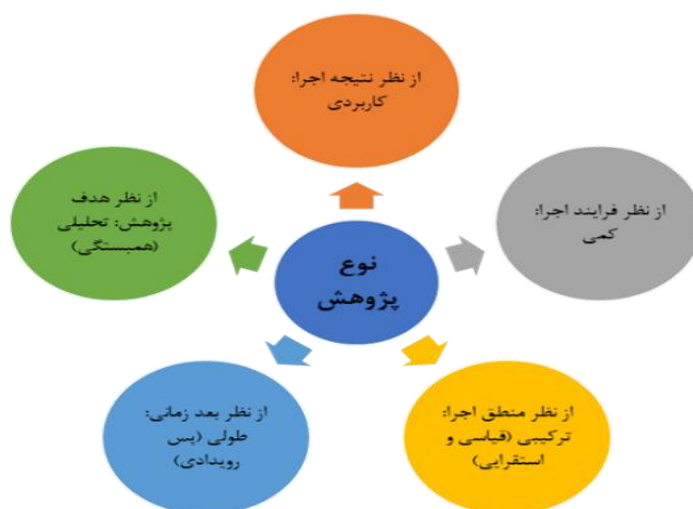 از نظر نتیجه اجرا:
کاربردی
از نظر فرایند اجرا:
کمی
از نظر منطق اجرا:
ترکیبی (قیاسی و
استقرایی)
از نظر بعد زمانی:
طولی (پس
رویدادی)
از نظر هدف
پژوهش: تحلیلی
(همبستگی)
نوع
پژوهش